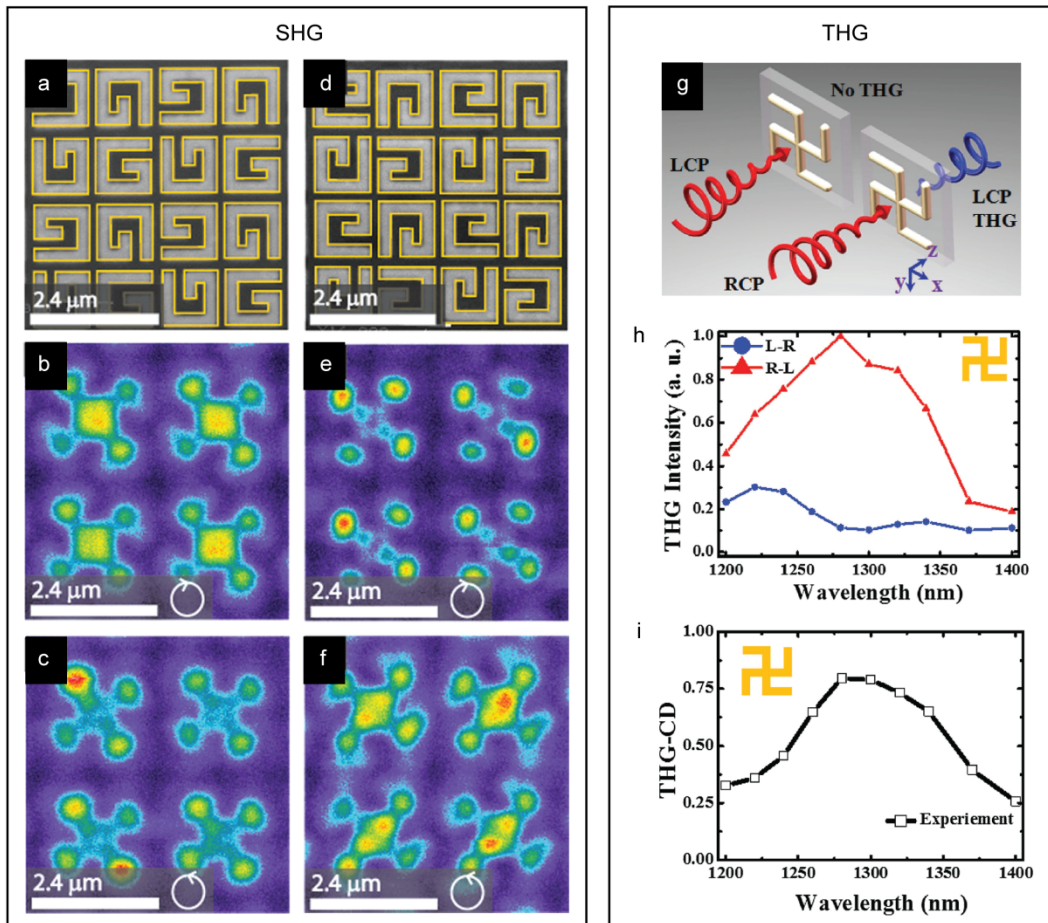 SHG
a
2.4 μm
d
2.4 μm
b
2.4 μm
e
2.4 μm
c
2.4 μm
f
2.4 μm
THG
g
No THG
LCP
LCP
THG
RCP
z
y
x
h
L-R
R-L
THG Intensity (a. u.)
1.0
0.8
0.6
0.4
0.2
0.0
1200 1250 1300 1350 1400
Wavelength (nm)
i
THG-CD
1.00
0.75
0.50
0.25
0.00
Experiement
1200 1250 1300 1350 1400
Wavelength (nm)